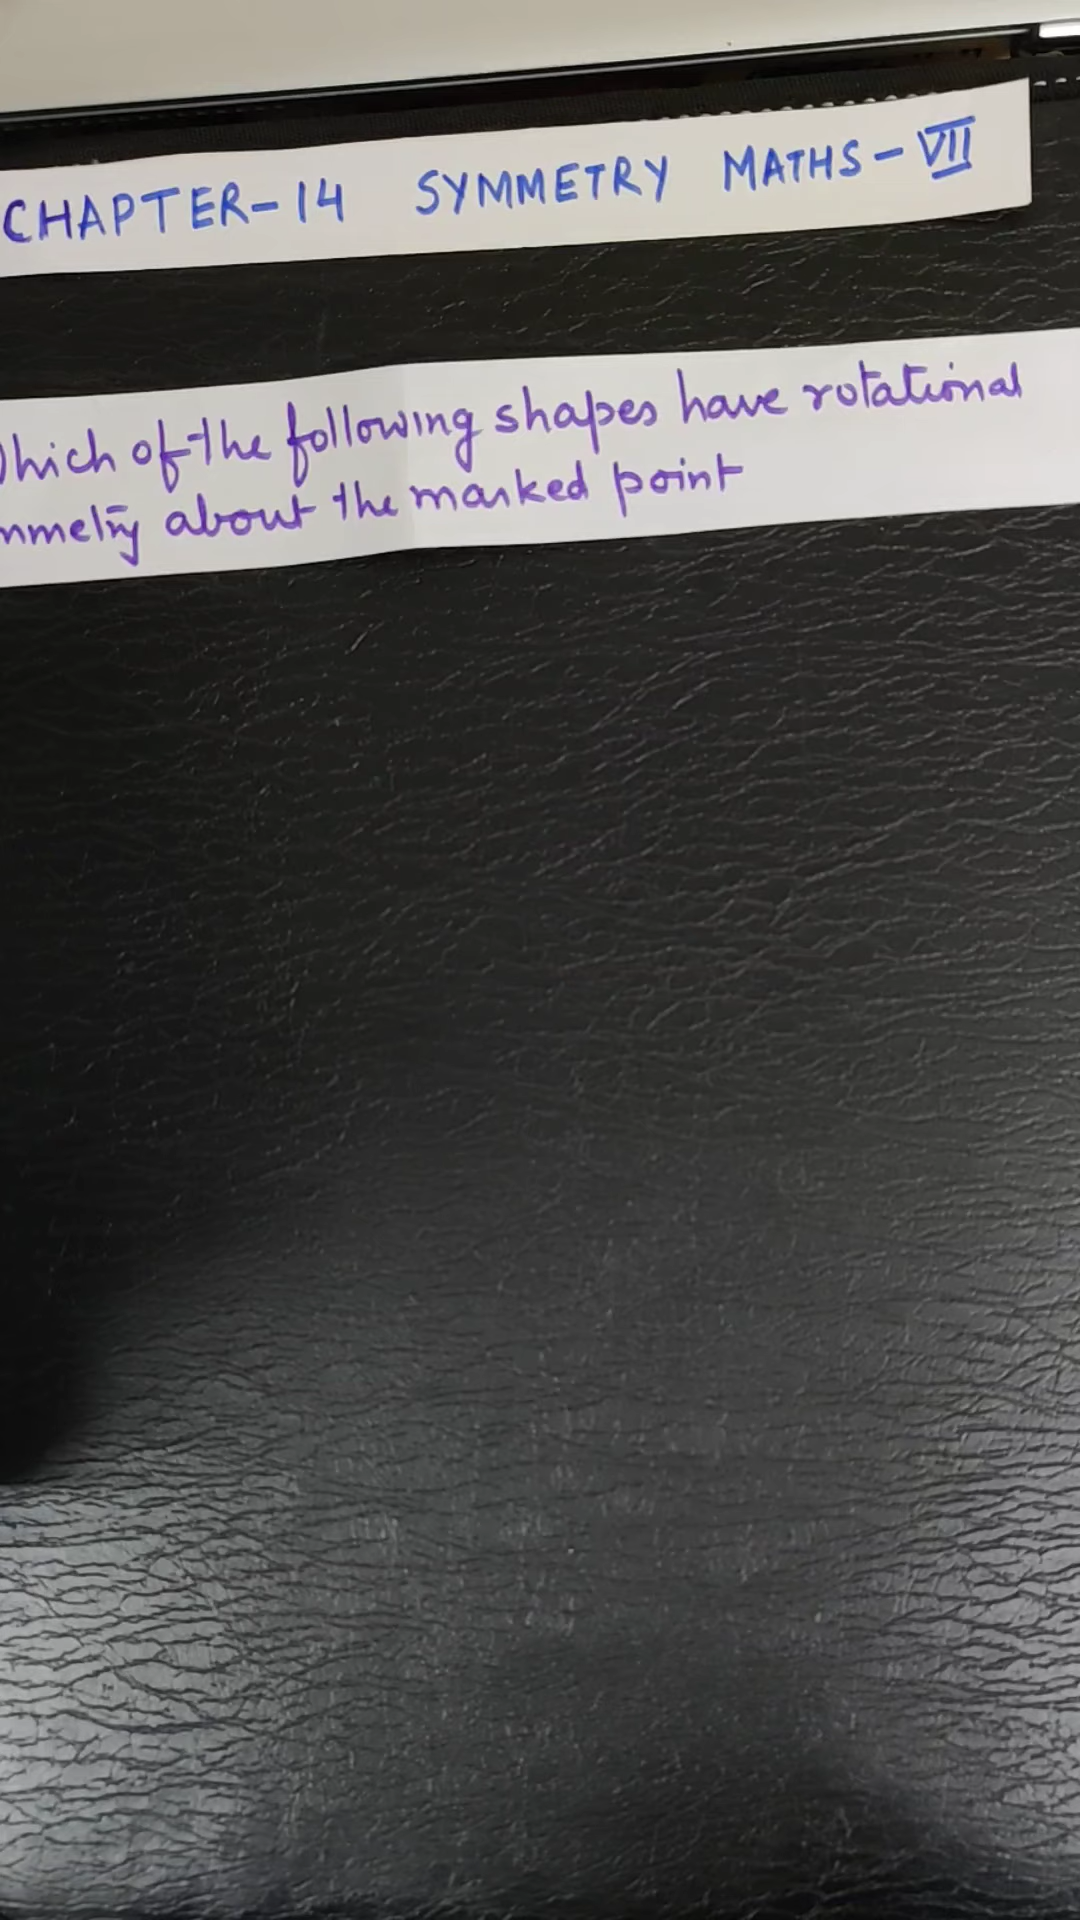 CHAPTER-14 SYMMETRY MATHS-VII
hich of the following shapes have rotational
mmetry about the marked point